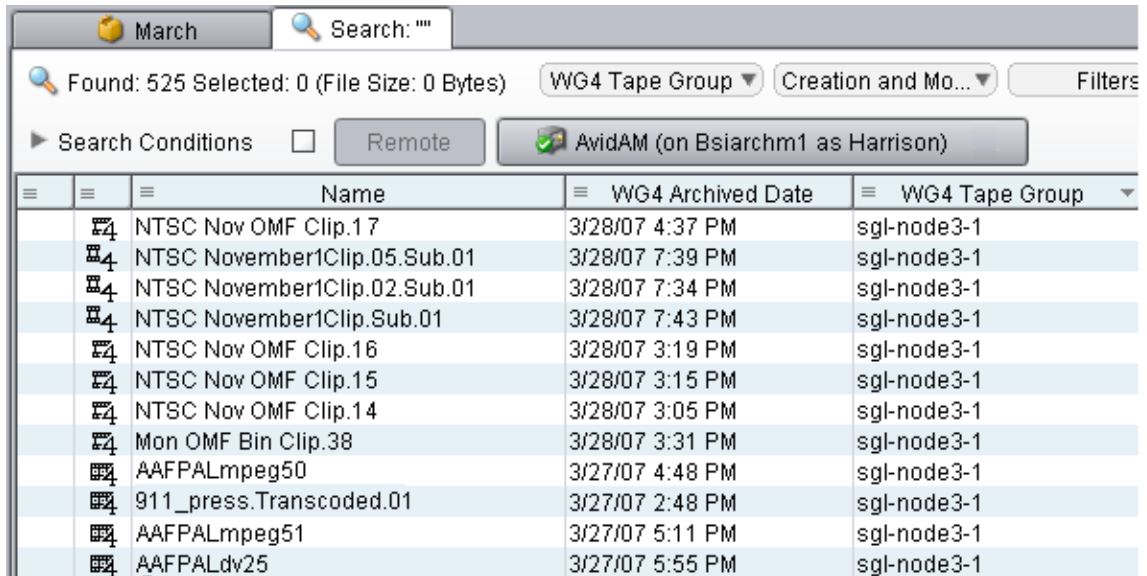 March Search: ""
Found: 525 Selected: 0 (File Size: 0 Bytes) WG4 Tape Group Creation and Mo... Filters
Search Conditions Remote AvidAM (on Bsiarchm1 as Harrison)
Name WG4 Archived Date WG4 Tape Group
NTSC Nov OMF Clip.17 3/28/07 4:37 PM sgl-node3-1
NTSC November1Clip.05.Sub.01 3/28/07 7:39 PM sgl-node3-1
NTSC November1Clip.02.Sub.01 3/28/07 7:34 PM sgl-node3-1
NTSC November1Clip.Sub.01 3/28/07 7:43 PM sgl-node3-1
NTSC Nov OMF Clip.16 3/28/07 3:19 PM sgl-node3-1
NTSC Nov OMF Clip.15 3/28/07 3:15 PM sgl-node3-1
NTSC Nov OMF Clip.14 3/28/07 3:05 PM sgl-node3-1
Mon OMF Bin Clip.38 3/28/07 3:31 PM sgl-node3-1
AAFPALmpeg50 3/27/07 4:48 PM sgl-node3-1
911_press.Transcoded.01 3/27/07 2:48 PM sgl-node3-1
AAFPALmpeg51 3/27/07 5:11 PM sgl-node3-1
AAFPALdv25 3/27/07 5:55 PM sgl-node3-1